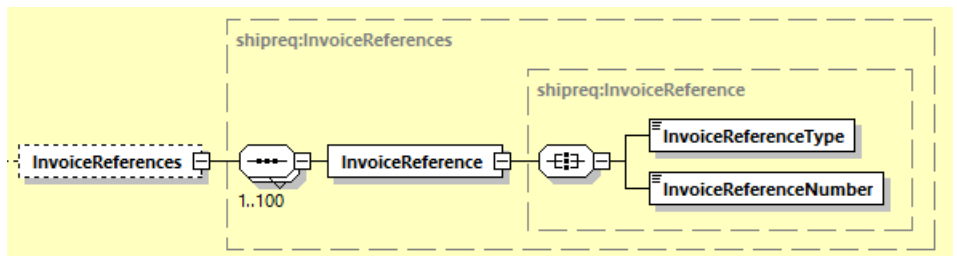 shipreq:InvoiceReferences
shipreq:InvoiceReference
InvoiceReferenceType
InvoiceReferences
InvoiceReference
InvoiceReferenceNumber
1..100